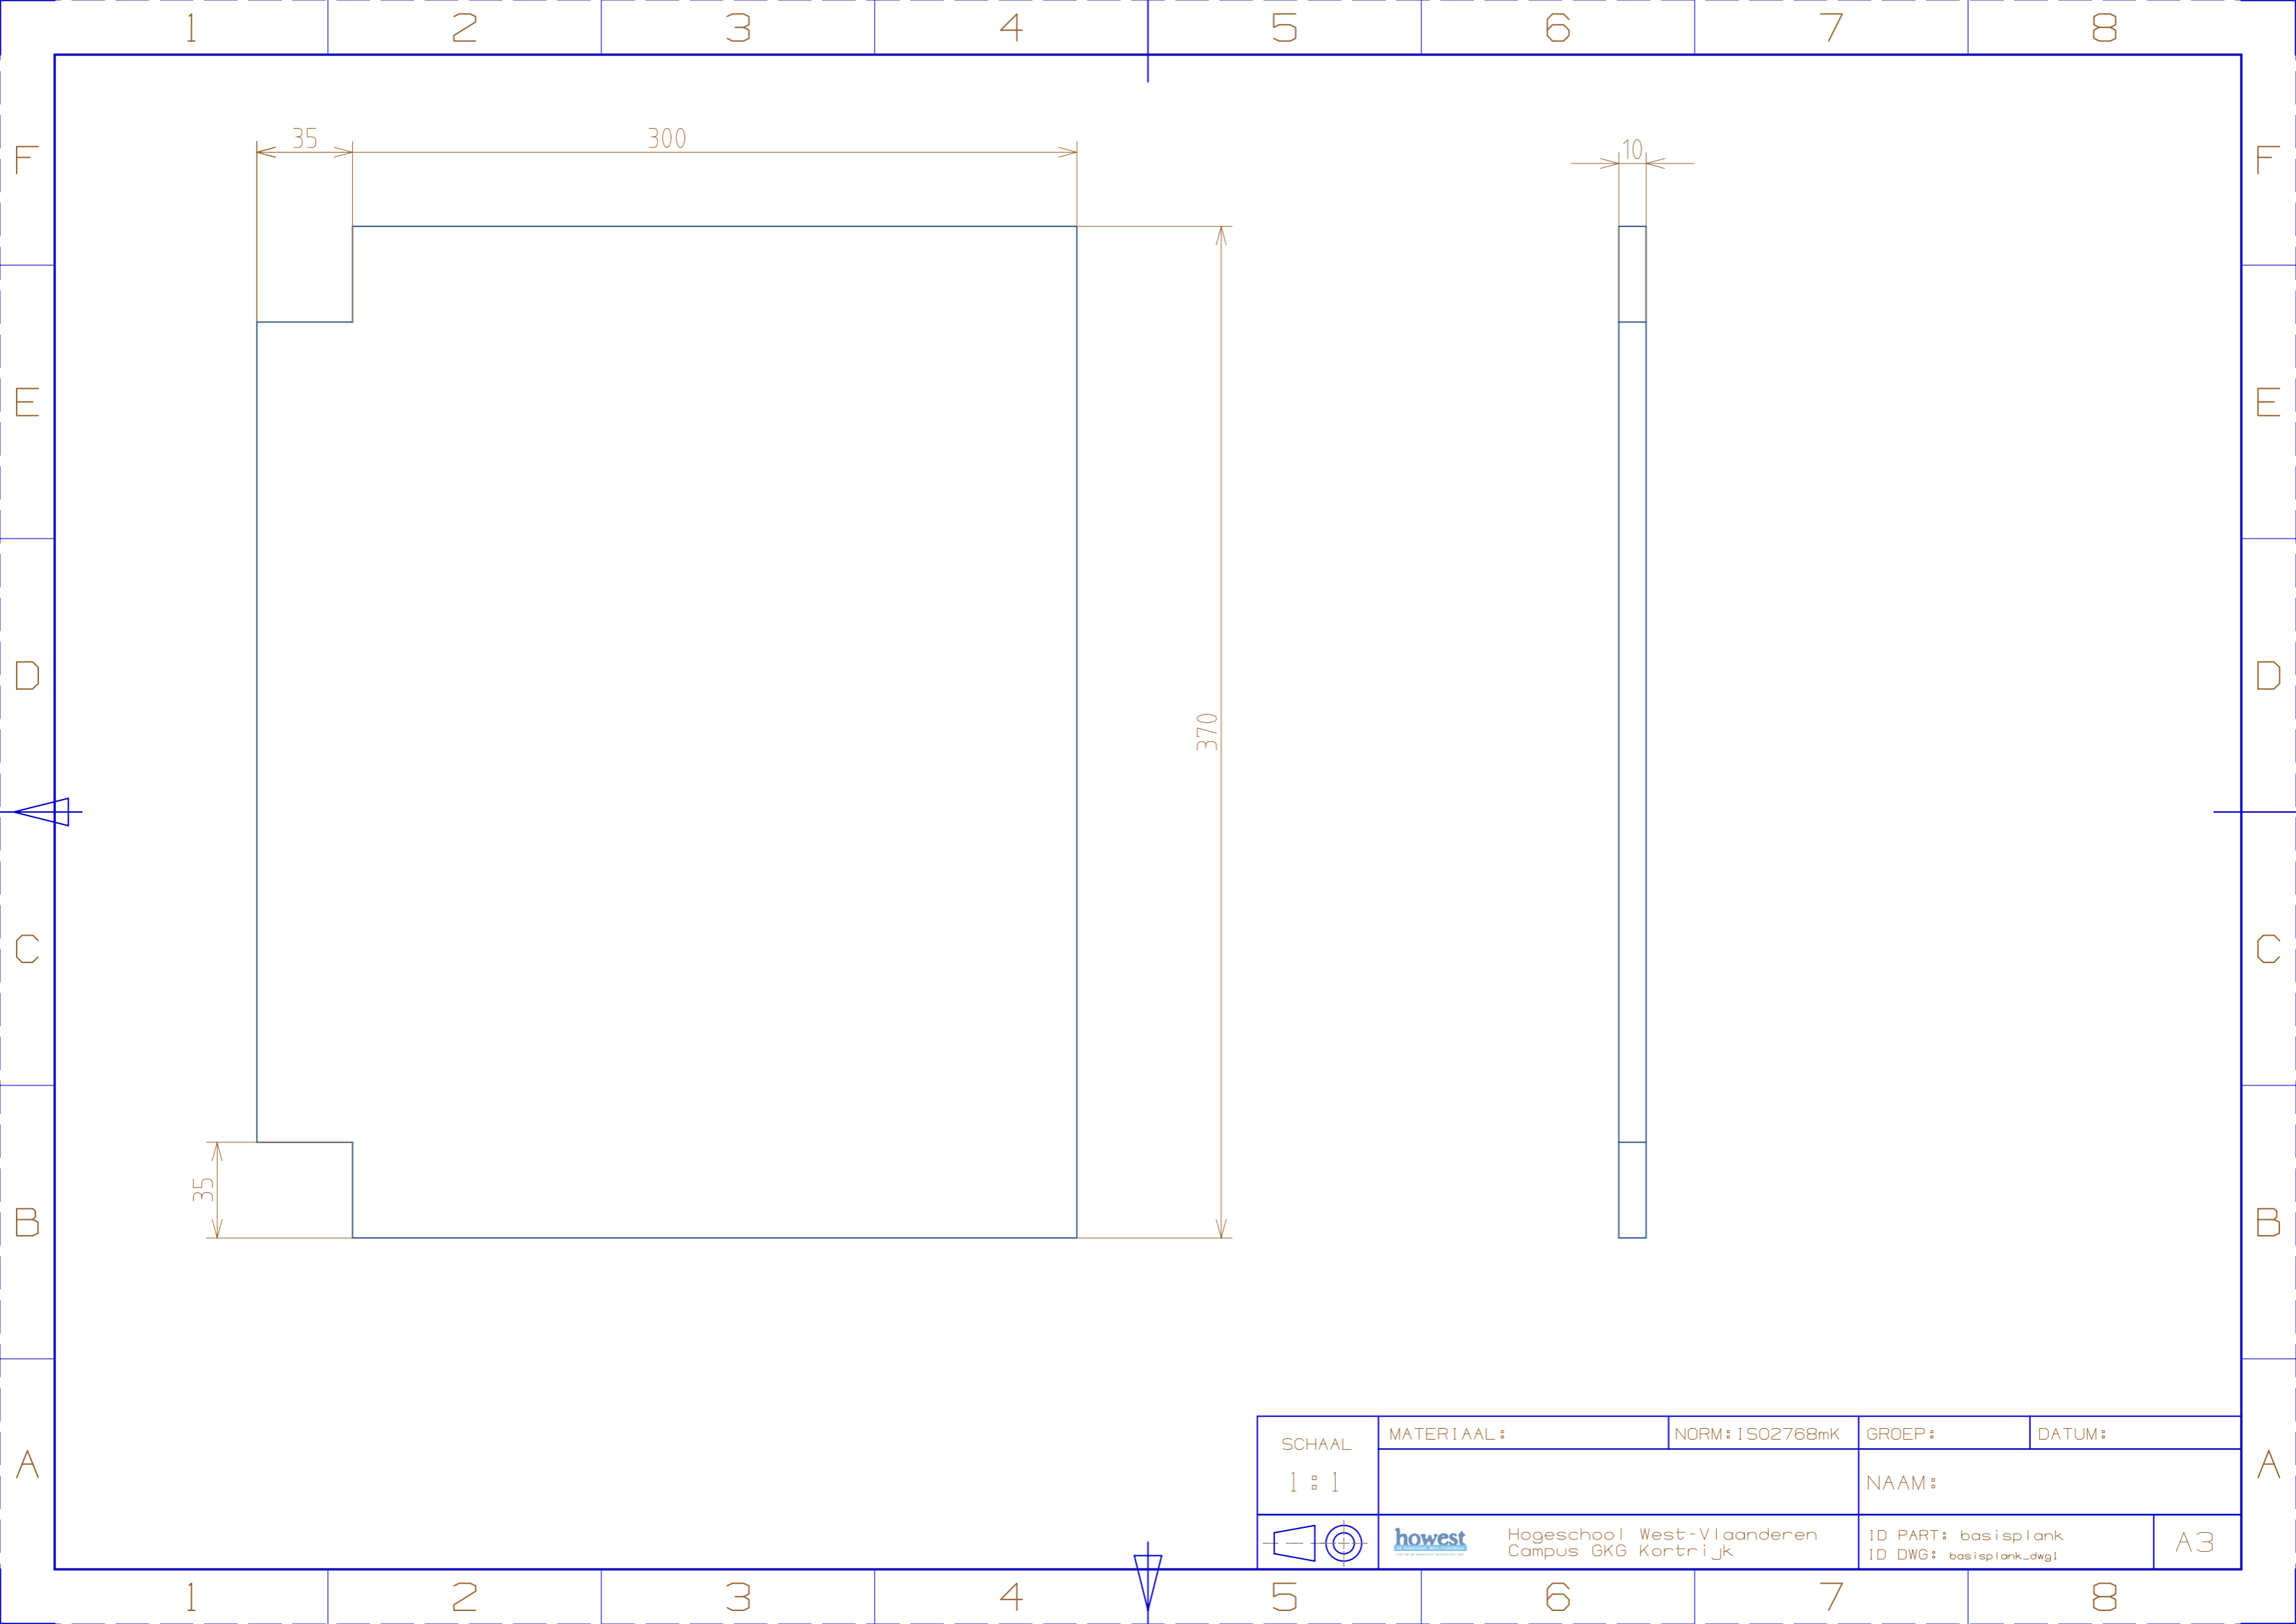 1 2 3 4 5 6 7 8
35 300 10
F F
E E
D D
370
C C
35
B B
A A
SCHAAL
1:1
MATERIAAL: NORM:ISO2768mK GROEP: DATUM:
NAAM:
howest
Hogeschool West-Vlaanderen
Campus GKG Kortrijk
ID PART: basisplank
ID DWG: basisplank_dwg1
A3
1 2 3 4 5 6 7 8